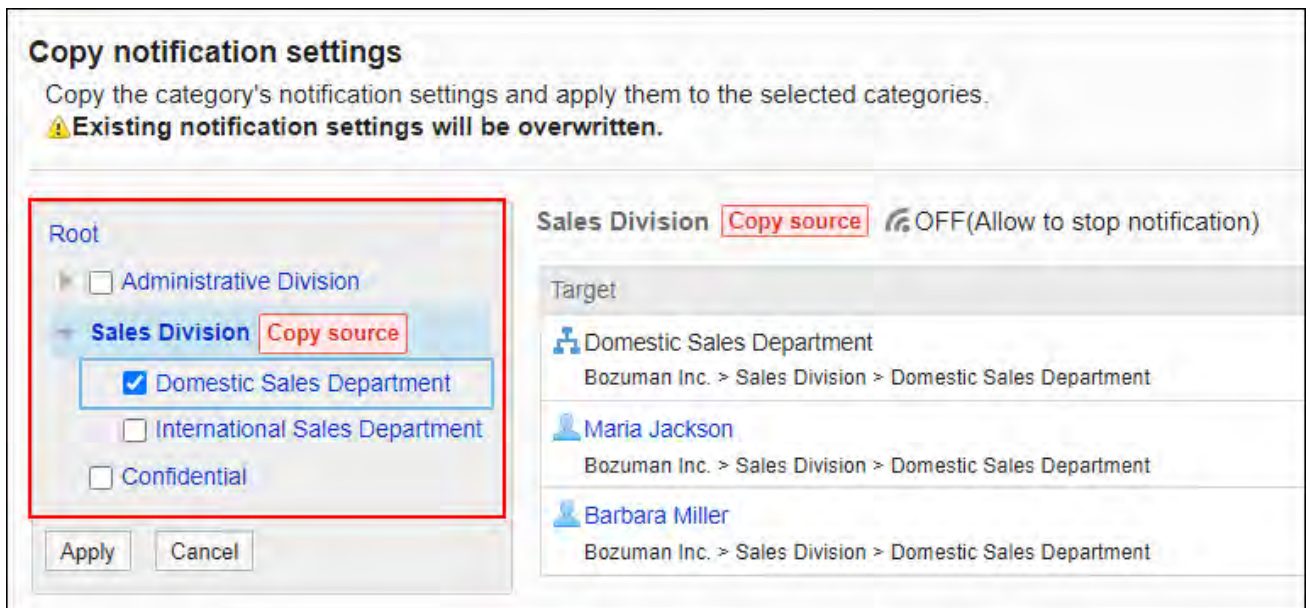 Copy notification settings
Copy the category's notification settings and apply them to the selected categories.
Existing notification settings will be overwritten.
Root
Administrative Division
Sales Division Copy source
Domestic Sales Department
International Sales Department
Confidential
Apply Cancel
Sales Division Copy source OFF(Allow to stop notification)
Target
Domestic Sales Department
Bozuman Inc. > Sales Division > Domestic Sales Department
Maria Jackson
Bozuman Inc. > Sales Division > Domestic Sales Department
Barbara Miller
Bozuman Inc. > Sales Division > Domestic Sales Department